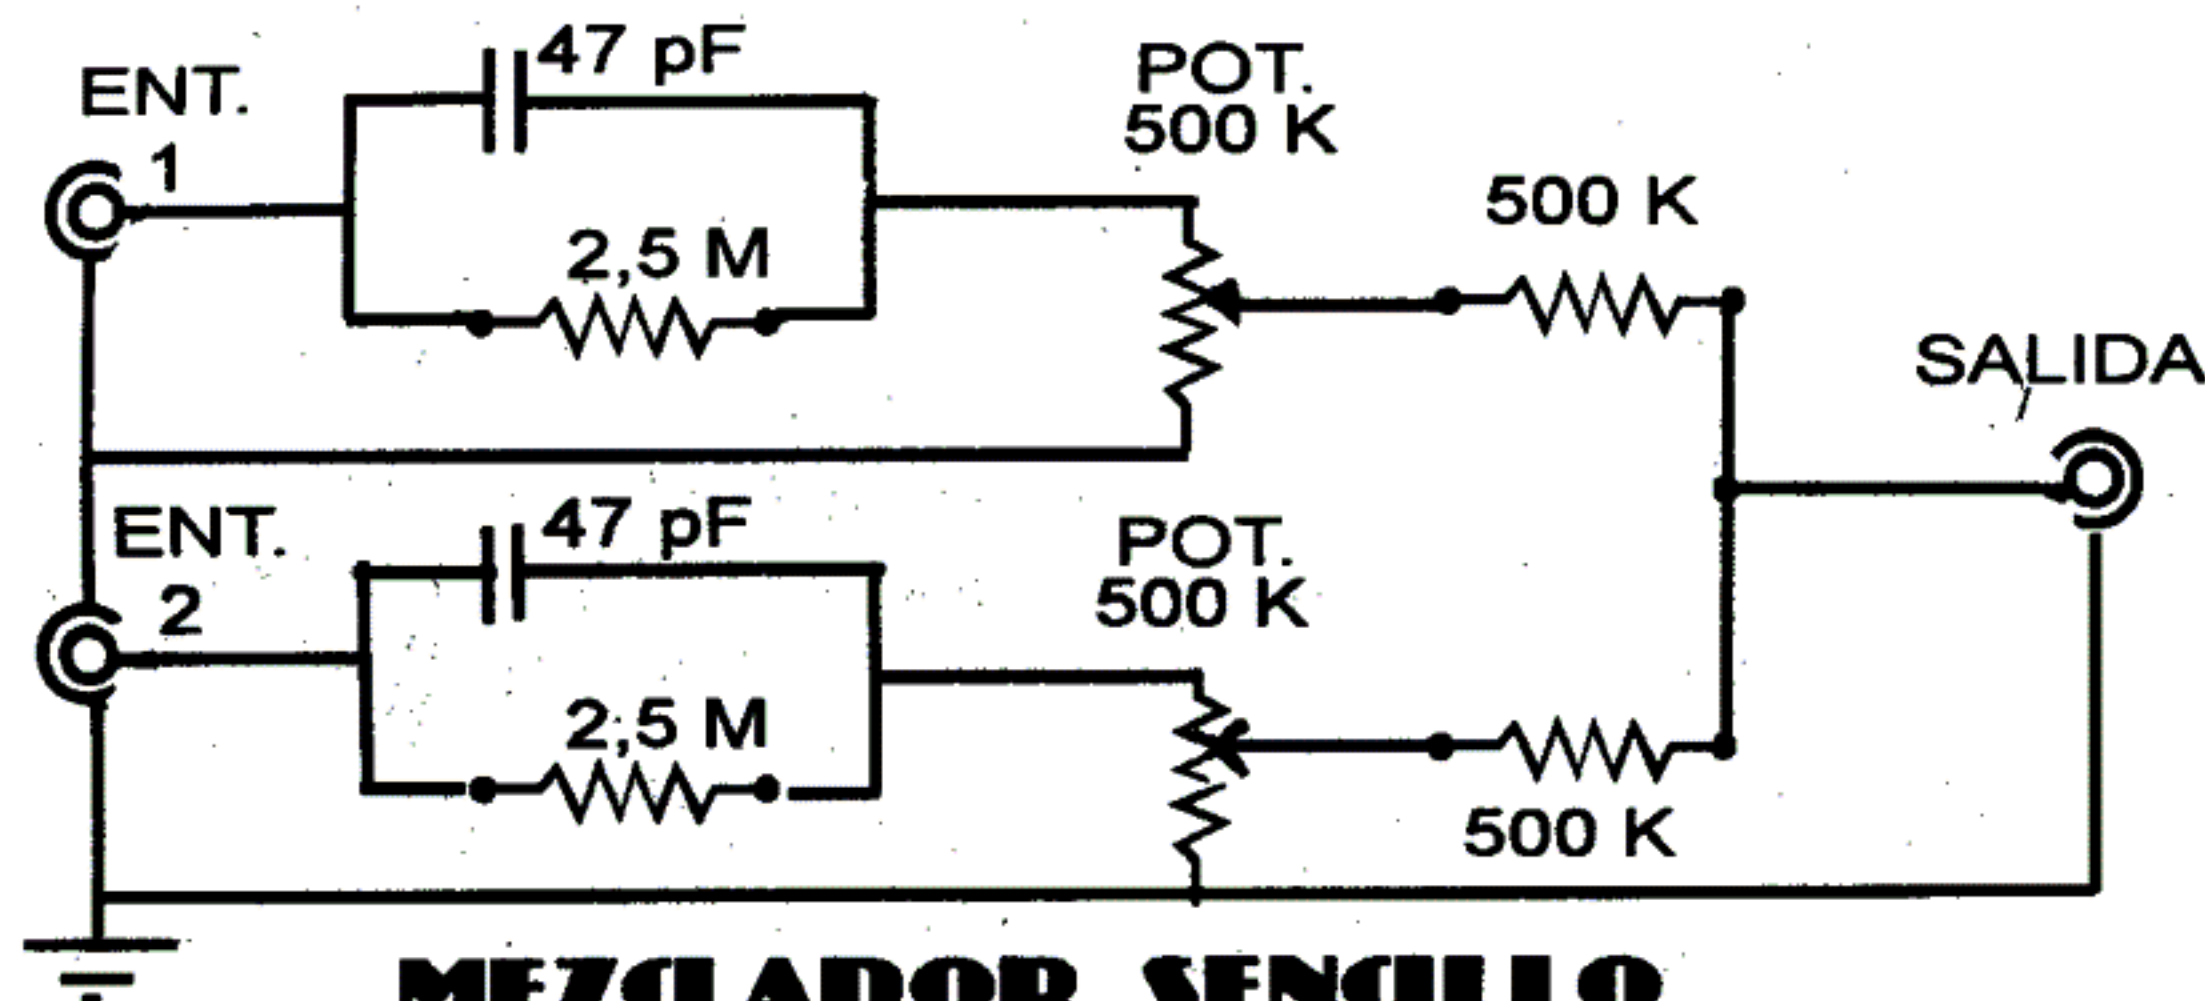 ENT.
1
47 pF
2,5 M
POT.
500 K
500 K
SALIDA
ENT.
2
47 pF
2,5 M
POT.
500 K
500 K
MEZCLADOR SENCILLO